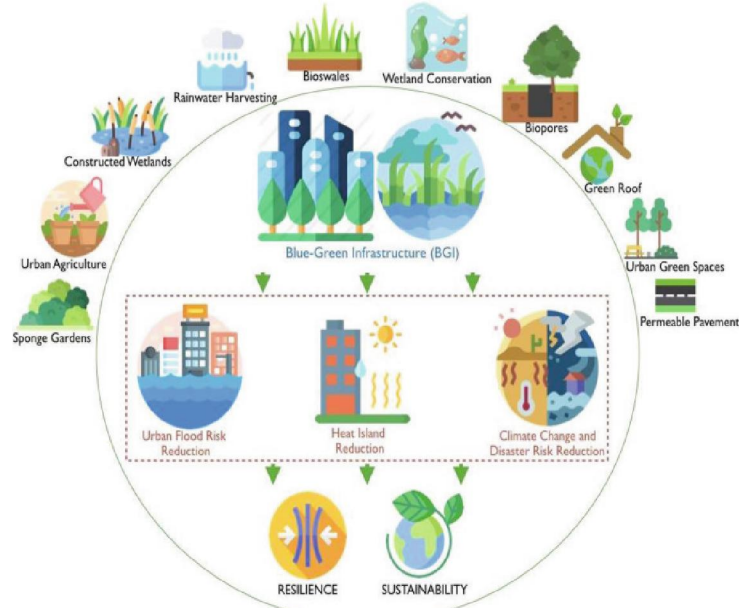 Bioswales
Wetland Conservation
Rainwater Harvesting
Biopores
Constructed Wetlands
Green Roof
Urban Agriculture
Urban Green Spaces
Sponge Gardens
Permeable Pavement
Blue-Green Infrastructure (BGI)
Urban Flood Risk
Reduction
Heat Island
Reduction
Climate Change and
Disaster Risk Reduction
RESILIENCE
SUSTAINABILITY